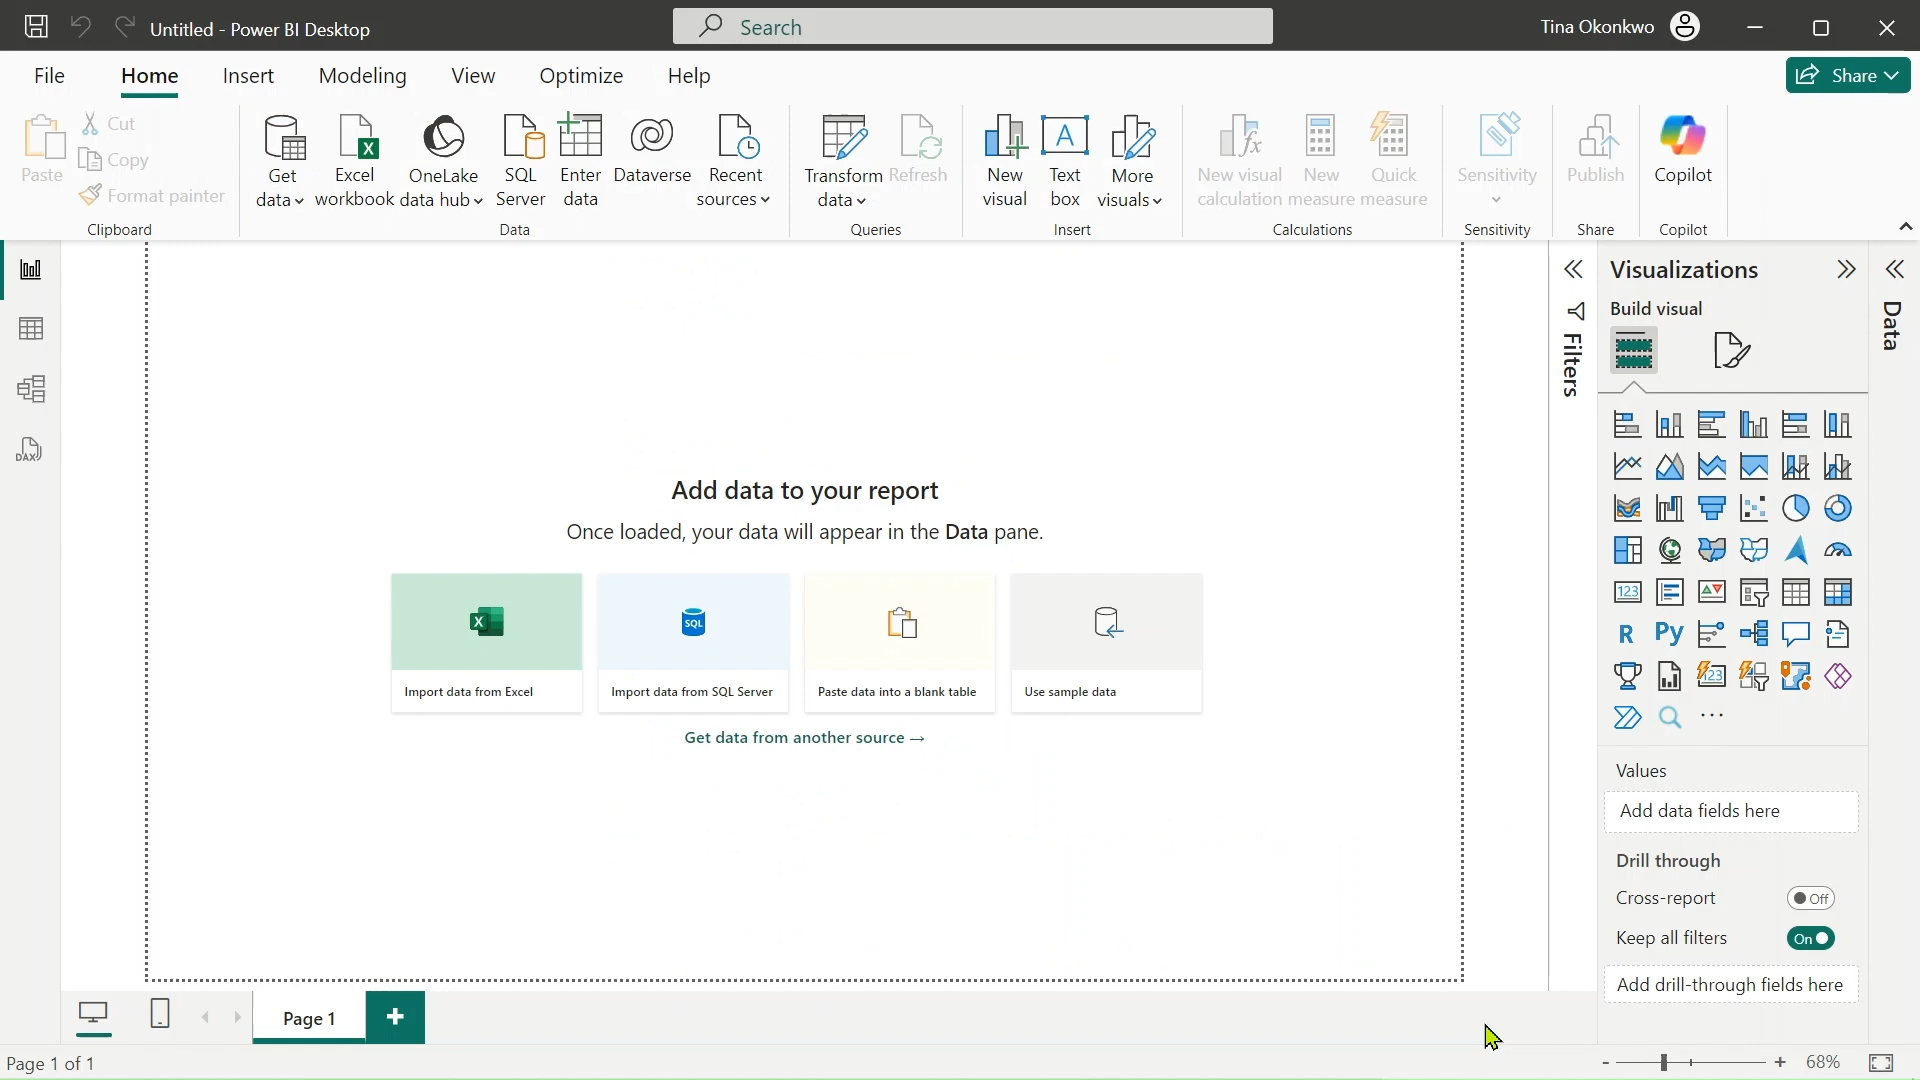 Untitled - Power BI Desktop
Search
Tina Okonkwo
File
Home
Insert
Modeling
View
Optimize
Help
Share
Paste
Cut
Copy
Format painter
Clipboard
Get data
Excel workbook
OneLake data hub
SQL Server
Enter data
Dataverse
Recent sources
Data
Transform data
Refresh
Queries
New visual
Text box
More visuals
Insert
New visual calculation
New measure
Quick measure
Calculations
Sensitivity
Sensitivity
Publish
Share
Copilot
Copilot
DAX
Add data to your report
Once loaded, your data will appear in the Data pane.
SQL
Import data from Excel
Import data from SQL Server
Paste data into a blank table
Use sample data
Get data from another source →
Filters
Visualizations
Build visual
123
R
Py
123
...
Values
Add data fields here
Drill through
Cross-report
Off
Keep all filters
On
Add drill-through fields here
Data
Page 1
Page 1 of 1
- + 68%